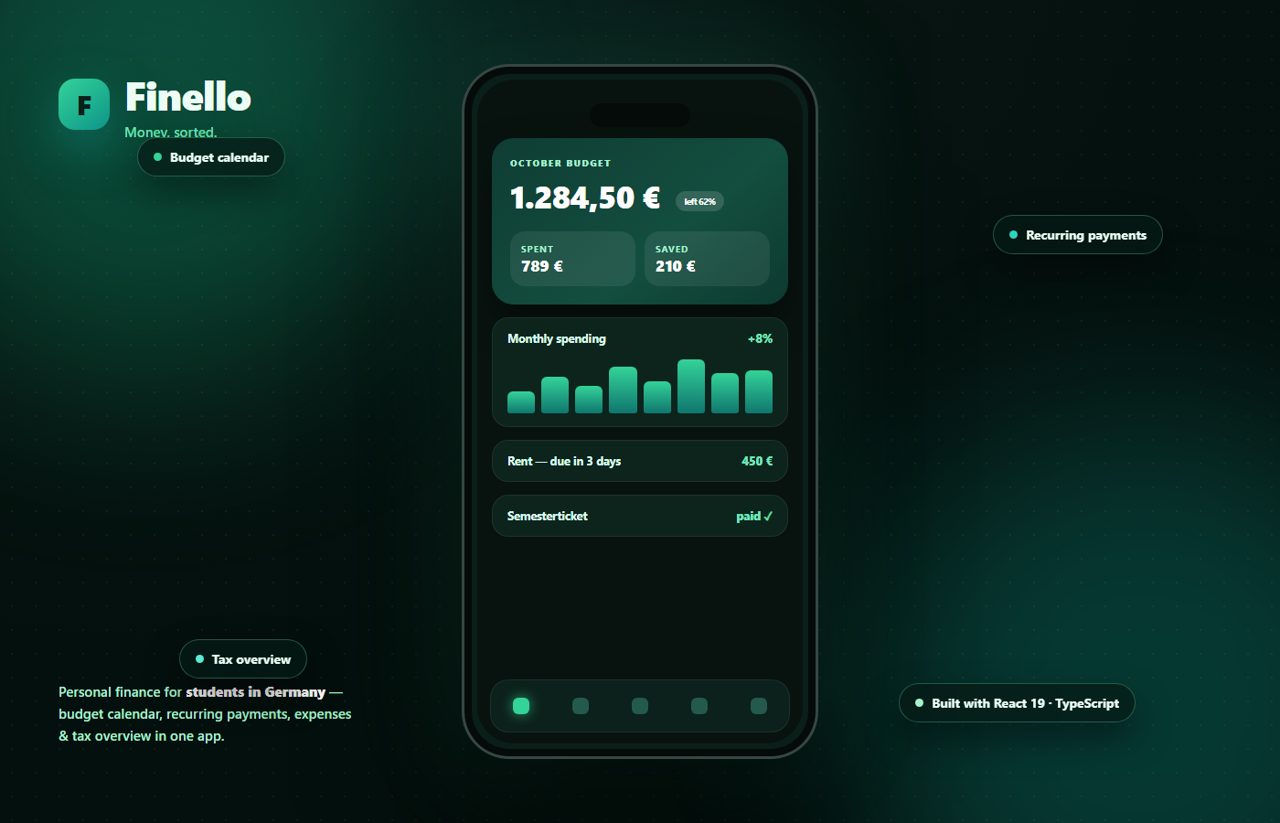 F
Finello
Money, sorted.
Budget calendar
OCTOBER BUDGET
1.284,50 €
left 62%
SPENT
789 €
SAVED
210 €
Recurring payments
Monthly spending
+8%
Rent — due in 3 days
450 €
Semesterticket
paid ✓
Tax overview
Personal finance for students in Germany —
budget calendar, recurring payments, expenses
& tax overview in one app.
Built with React 19 · TypeScript